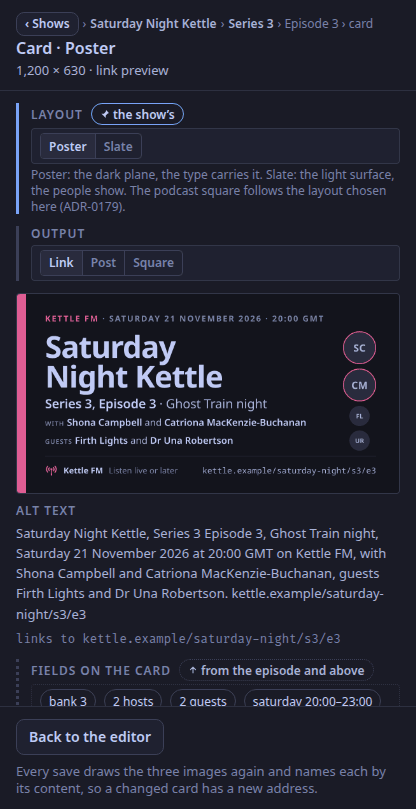 ‹ Shows › Saturday Night Kettle › Series 3 › Episode 3 › card
Card · Poster
1,200 × 630 · link preview
LAYOUT the show's
Poster Slate
Poster: the dark plane, the type carries it. Slate: the light surface,
the people show. The podcast square follows the layout chosen
here (ADR-0179).
OUTPUT
Link Post Square
KETTLE FM · SATURDAY 21 NOVEMBER 2026 · 20:00 GMT
Saturday
Night Kettle
Series 3, Episode 3 · Ghost Train night
WITH Shona Campbell and Catriona MacKenzie-Buchanan
GUESTS Firth Lights and Dr Una Robertson
SC
CM
FL
UR
Kettle FM Listen live or later kettle.example/saturday-night/s3/e3
ALT TEXT
Saturday Night Kettle, Series 3 Episode 3, Ghost Train night,
Saturday 21 November 2026 at 20:00 GMT on Kettle FM, with
Shona Campbell and Catriona MacKenzie-Buchanan, guests
Firth Lights and Dr Una Robertson. kettle.example/saturday-
night/s3/e3
links to kettle.example/saturday-night/s3/e3
FIELDS ON THE CARD ↑ from the episode and above
bank 3 2 hosts 2 guests saturday 20:00–23:00
Back to the editor
Every save draws the three images again and names each by
its content, so a changed card has a new address.